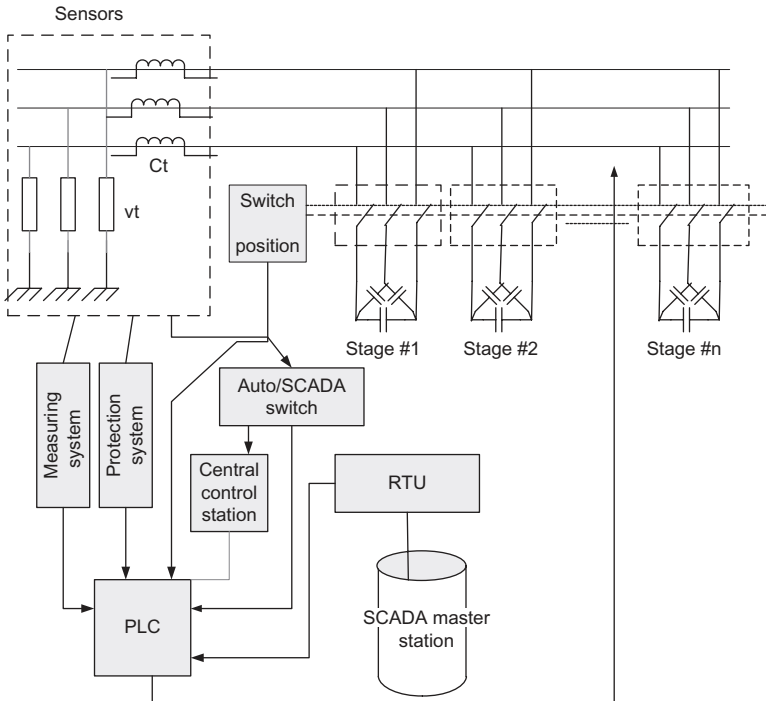 Sensors
Ct
vt
Switch
position
Stage #1
Stage #2
Stage #n
Measuring
system
Protection
system
Auto/SCADA
switch
Central
control
station
RTU
PLC
SCADA master
station